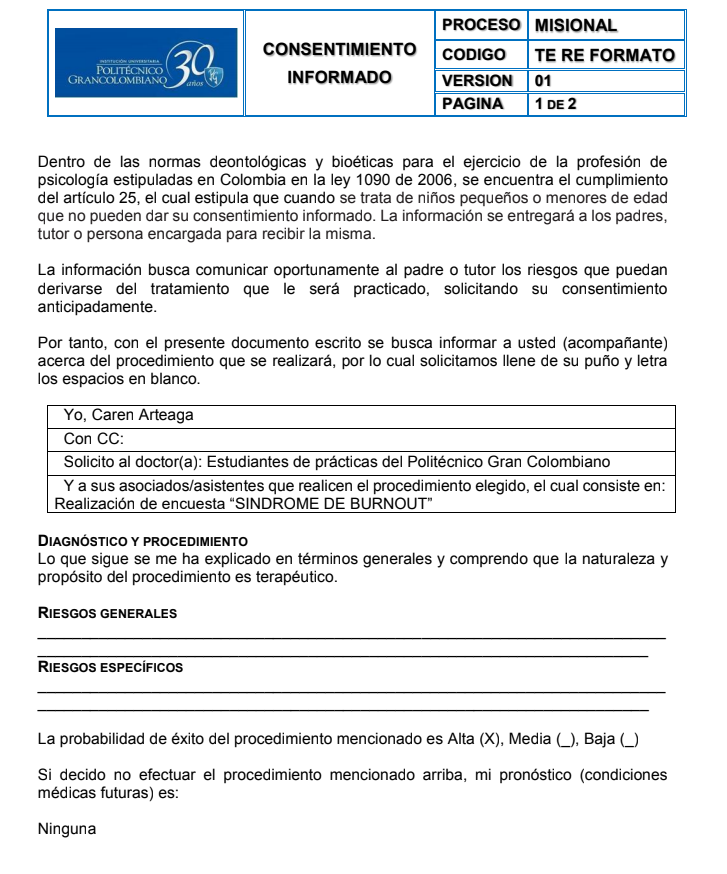 INSTITUCIÓN UNIVERSITARIA
POLITÉCNICO
GRANCOLOMBIANO
30
años
CONSENTIMIENTO
INFORMADO
PROCESO MISIONAL
CODIGO TE RE FORMATO
VERSION 01
PAGINA 1 DE 2
Dentro de las normas deontológicas y bioéticas para el ejercicio de la profesión de
psicología estipuladas en Colombia en la ley 1090 de 2006, se encuentra el cumplimiento
del artículo 25, el cual estipula que cuando se trata de niños pequeños o menores de edad
que no pueden dar su consentimiento informado. La información se entregará a los padres,
tutor o persona encargada para recibir la misma.
La información busca comunicar oportunamente al padre o tutor los riesgos que puedan
derivarse del tratamiento que le será practicado, solicitando su consentimiento
anticipadamente.
Por tanto, con el presente documento escrito se busca informar a usted (acompañante)
acerca del procedimiento que se realizará, por lo cual solicitamos llene de su puño y letra
los espacios en blanco.
Yo, Caren Arteaga
Con CC:
Solicito al doctor(a): Estudiantes de prácticas del Politécnico Gran Colombiano
Y a sus asociados/asistentes que realicen el procedimiento elegido, el cual consiste en:
Realización de encuesta “SINDROME DE BURNOUT”
DIAGNÓSTICO Y PROCEDIMIENTO
Lo que sigue se me ha explicado en términos generales y comprendo que la naturaleza y
propósito del procedimiento es terapéutico.
RIESGOS GENERALES
RIESGOS ESPECÍFICOS
La probabilidad de éxito del procedimiento mencionado es Alta (X), Media (_), Baja (_)
Si decido no efectuar el procedimiento mencionado arriba, mi pronóstico (condiciones
médicas futuras) es:
Ninguna